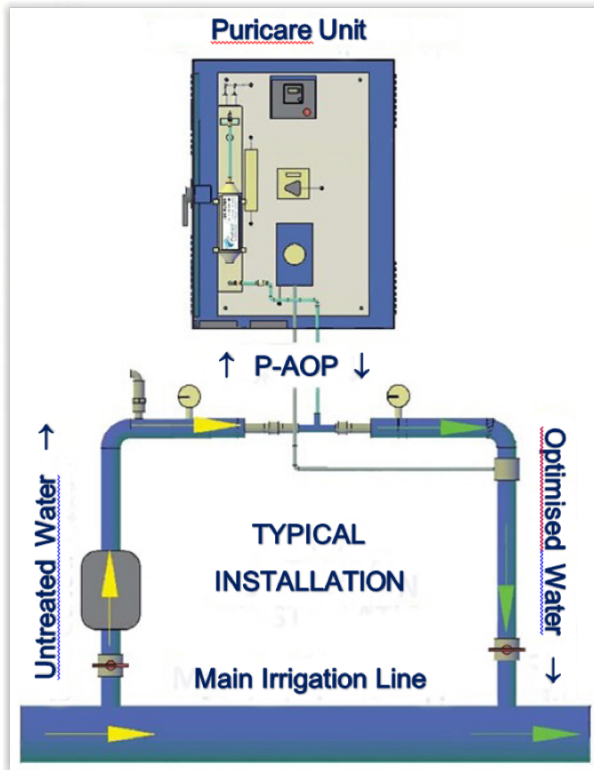 Puricare Unit
↑ P-AOP ↓
Untreated Water →
Optimised Water →
TYPICAL
INSTALLATION
Main Irrigation Line